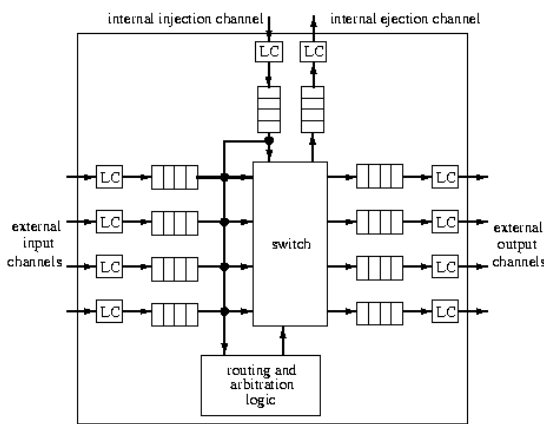 internal injection channel internal ejection channel
LC LC
LC LC
LC LC
external input channels
switch
external output channels
LC LC
LC LC
routing and
arbitration
logic